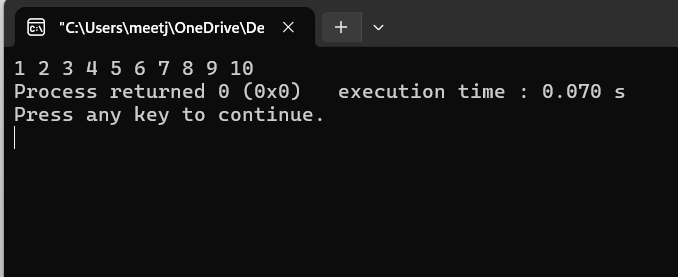 "C:\Users\meetj\OneDrive\De
1 2 3 4 5 6 7 8 9 10
Process returned 0 (0x0)   execution time : 0.070 s
Press any key to continue.